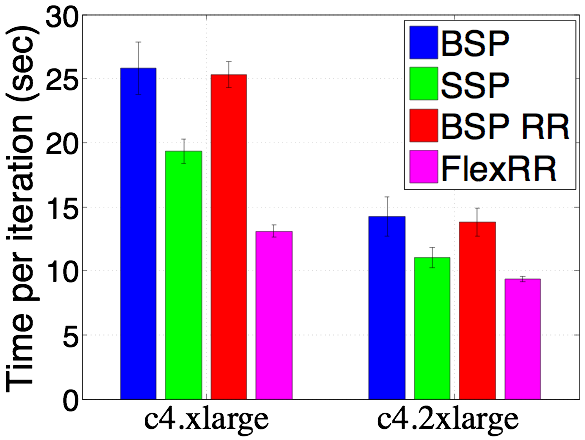 Time per iteration (sec)
30
25
20
15
10
5
0
BSP
SSP
BSP RR
FlexRR
c4.xlarge
c4.2xlarge